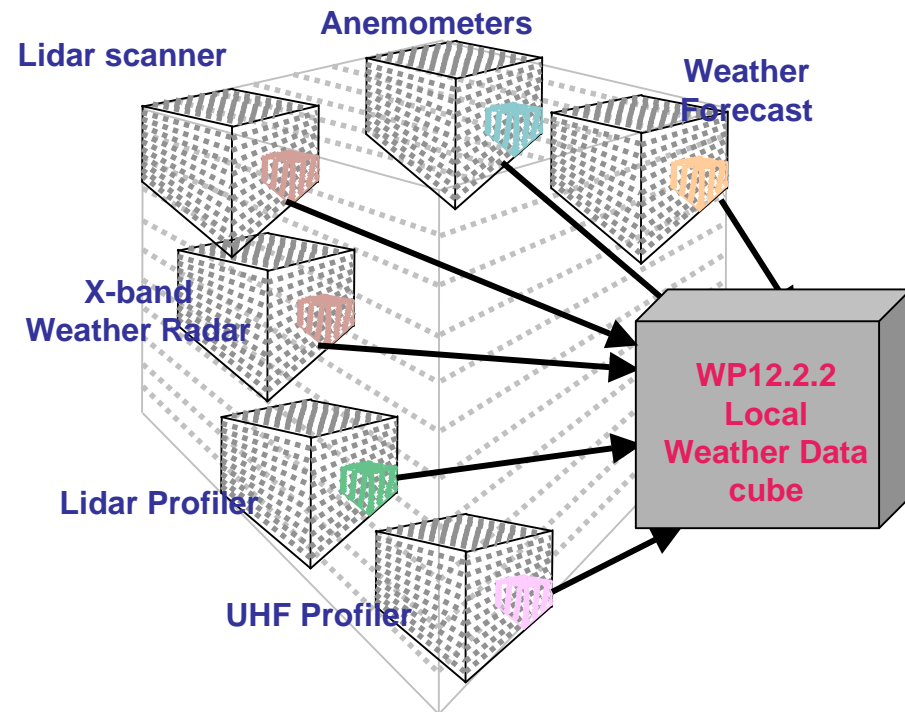 Anemometers
Lidar scanner
Weather
Forecast
X-band
Weather Radar
WP12.2.2
Local
Weather Data
cube
Lidar Profiler
UHF Profiler